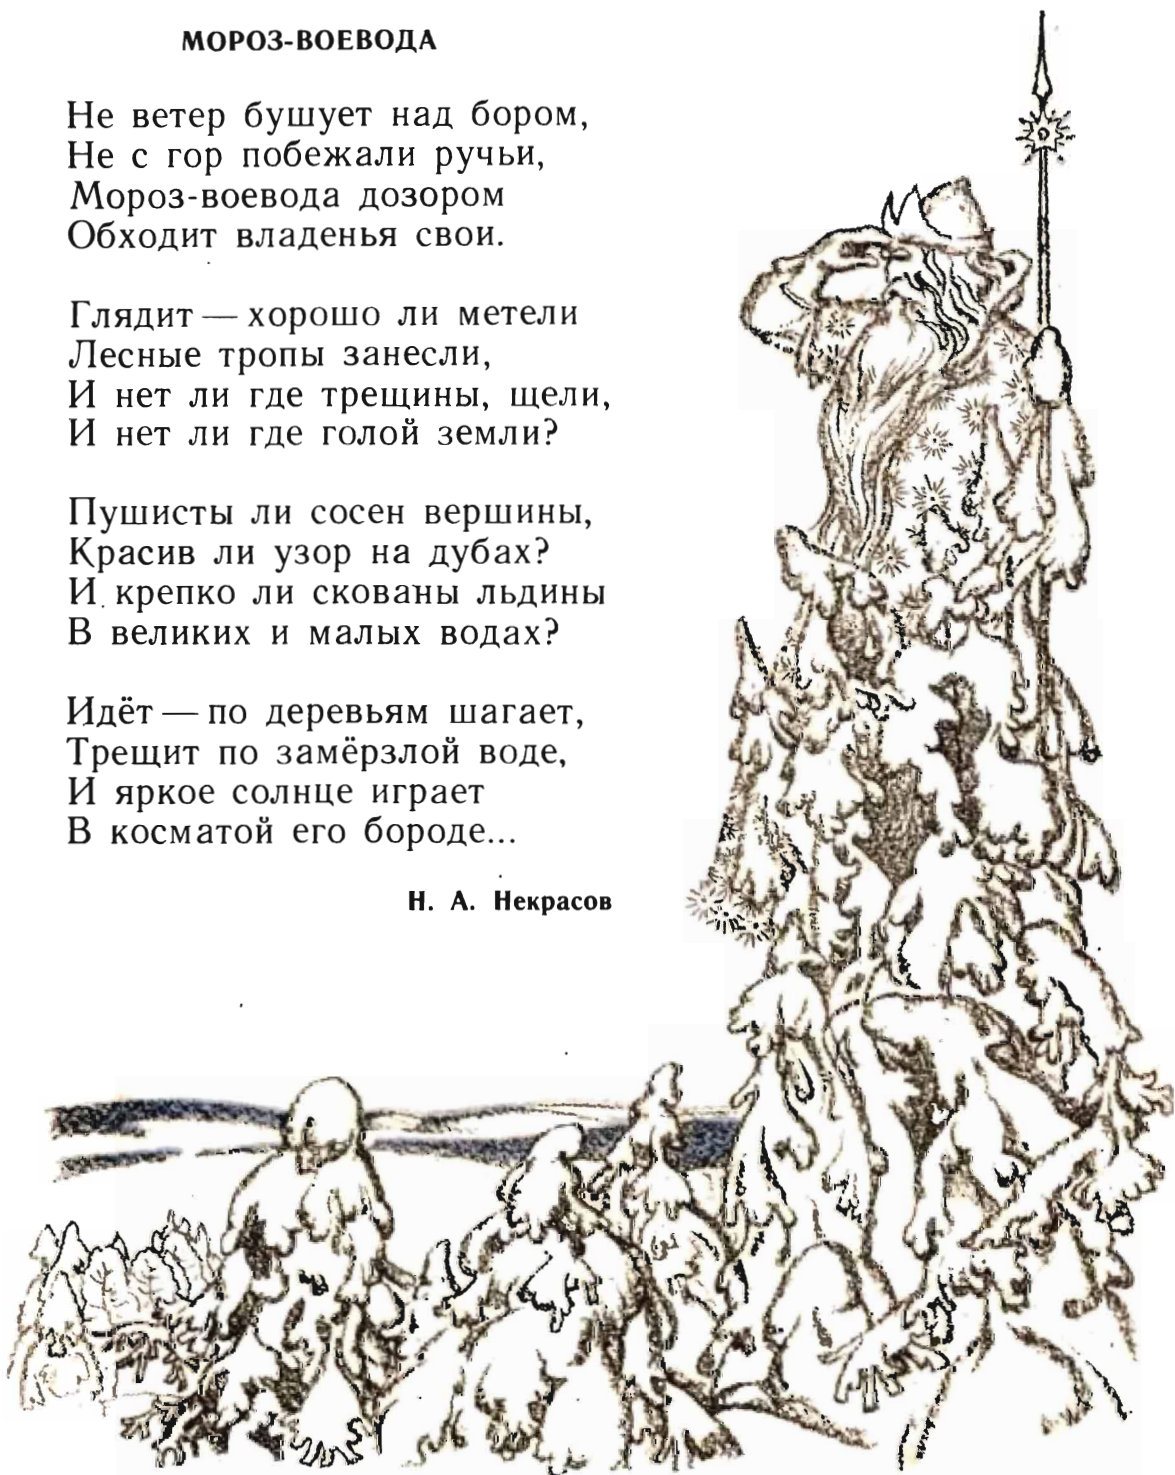 МОРОЗ-ВОЕВОДА
Не ветер бушует над бором,
Не с гор побежали ручьи,
Мороз-воевода дозором
Обходит владенья свои.
Глядит — хорошо ли метели
Лесные тропы занесли,
И нет ли где трещины, щели,
И нет ли где голой земли?
Пушисты ли сосен вершины,
Красив ли узор на дубах?
И крепко ли скованы льдины
В великих и малых водах?
Идёт — по деревьям шагает,
Трещит по замёрзлой воде,
И яркое солнце играет
В косматой его бороде...
Н. А. Некрасов